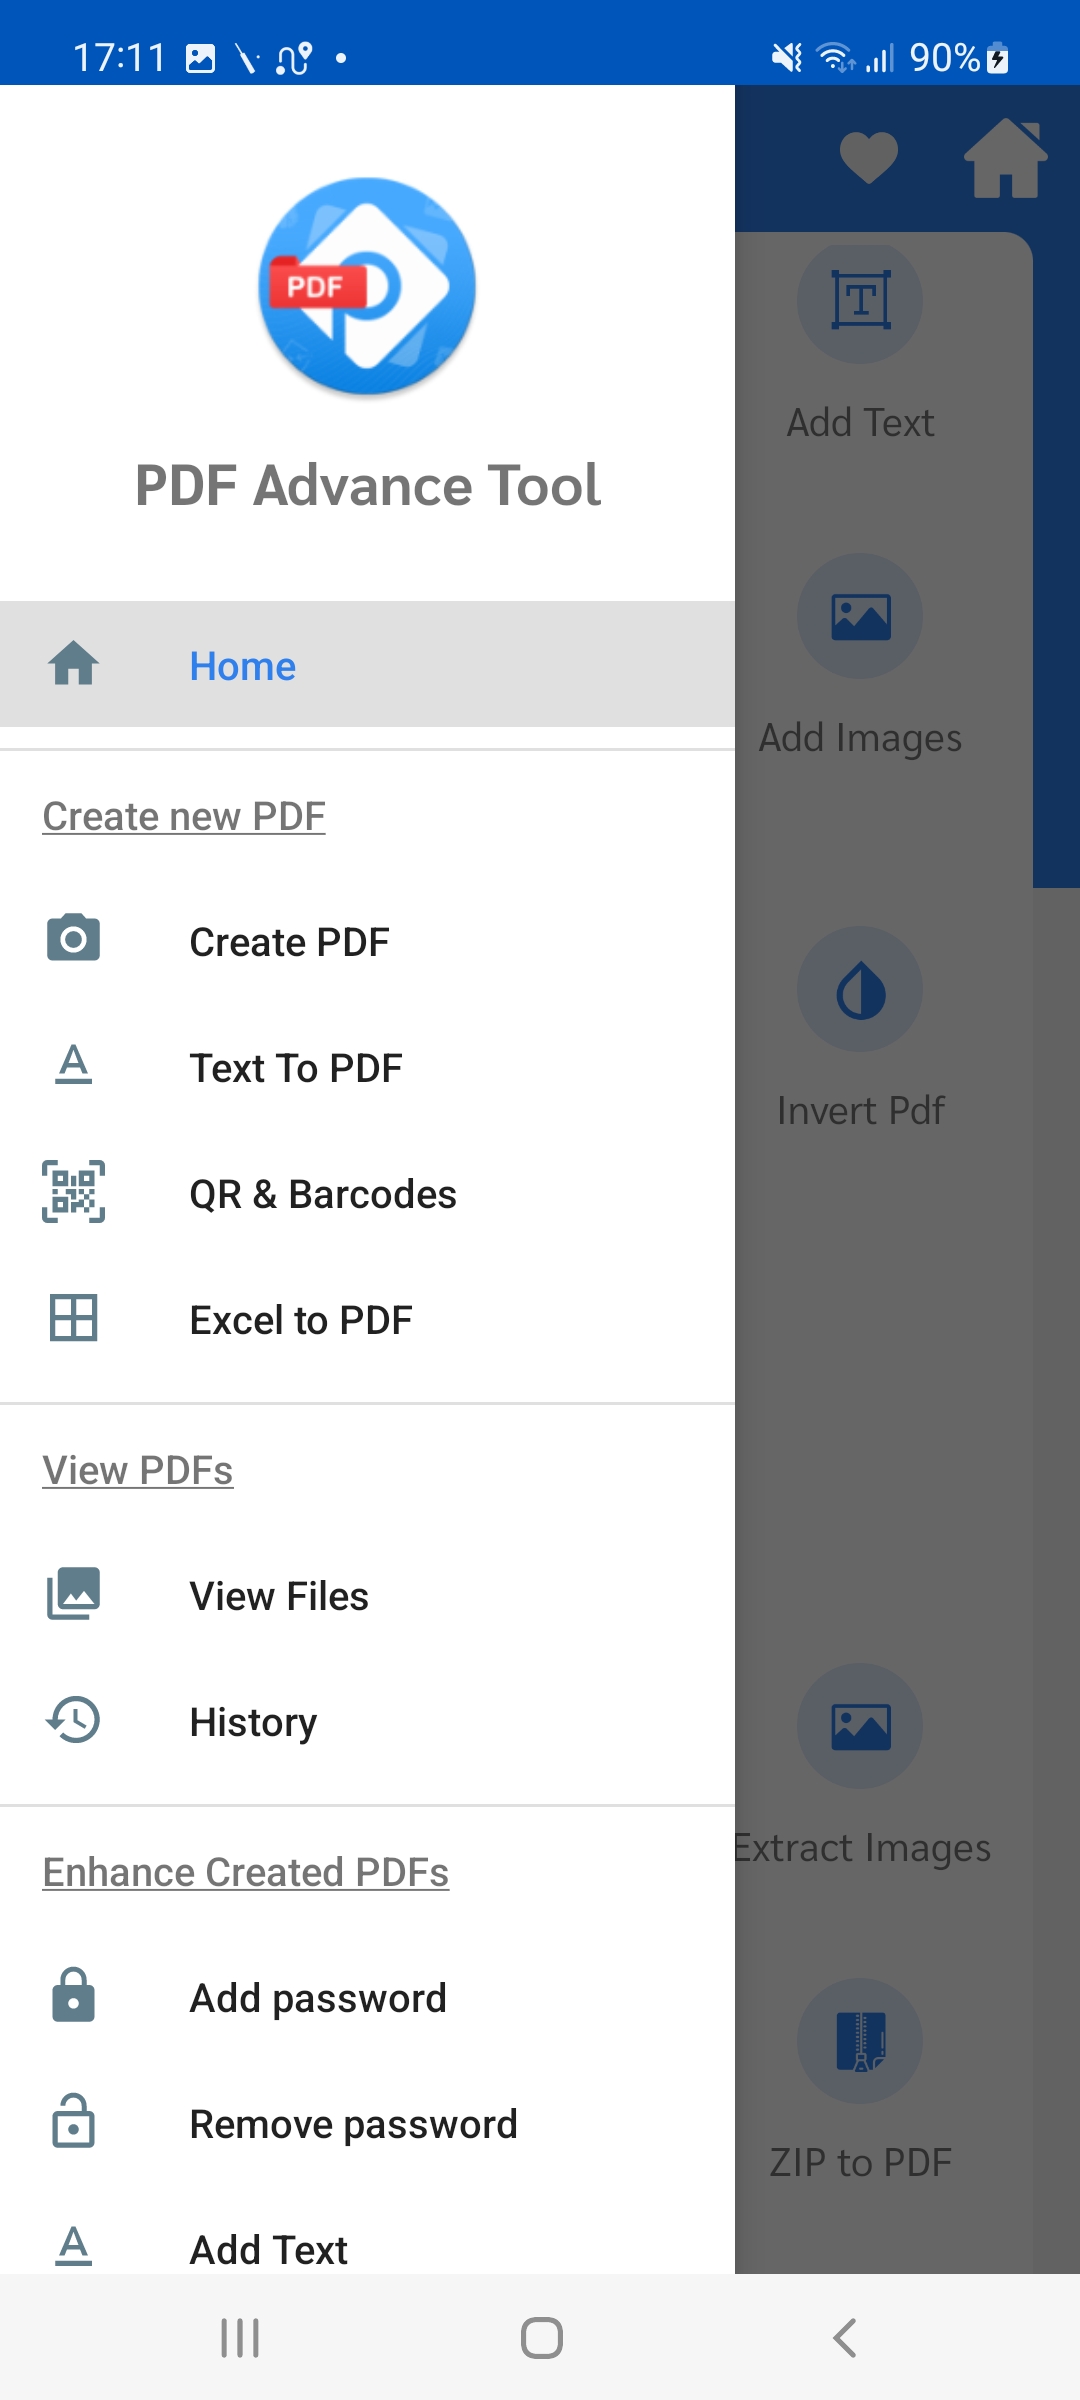 17:11
90%
PDF
PDF Advance Tool
Home
Create new PDF
Create PDF
Text To PDF
QR & Barcodes
Excel to PDF
View PDFs
View Files
History
Enhance Created PDFs
Add password
Remove password
Add Text
Add Text
Add Images
Invert Pdf
Extract Images
ZIP to PDF